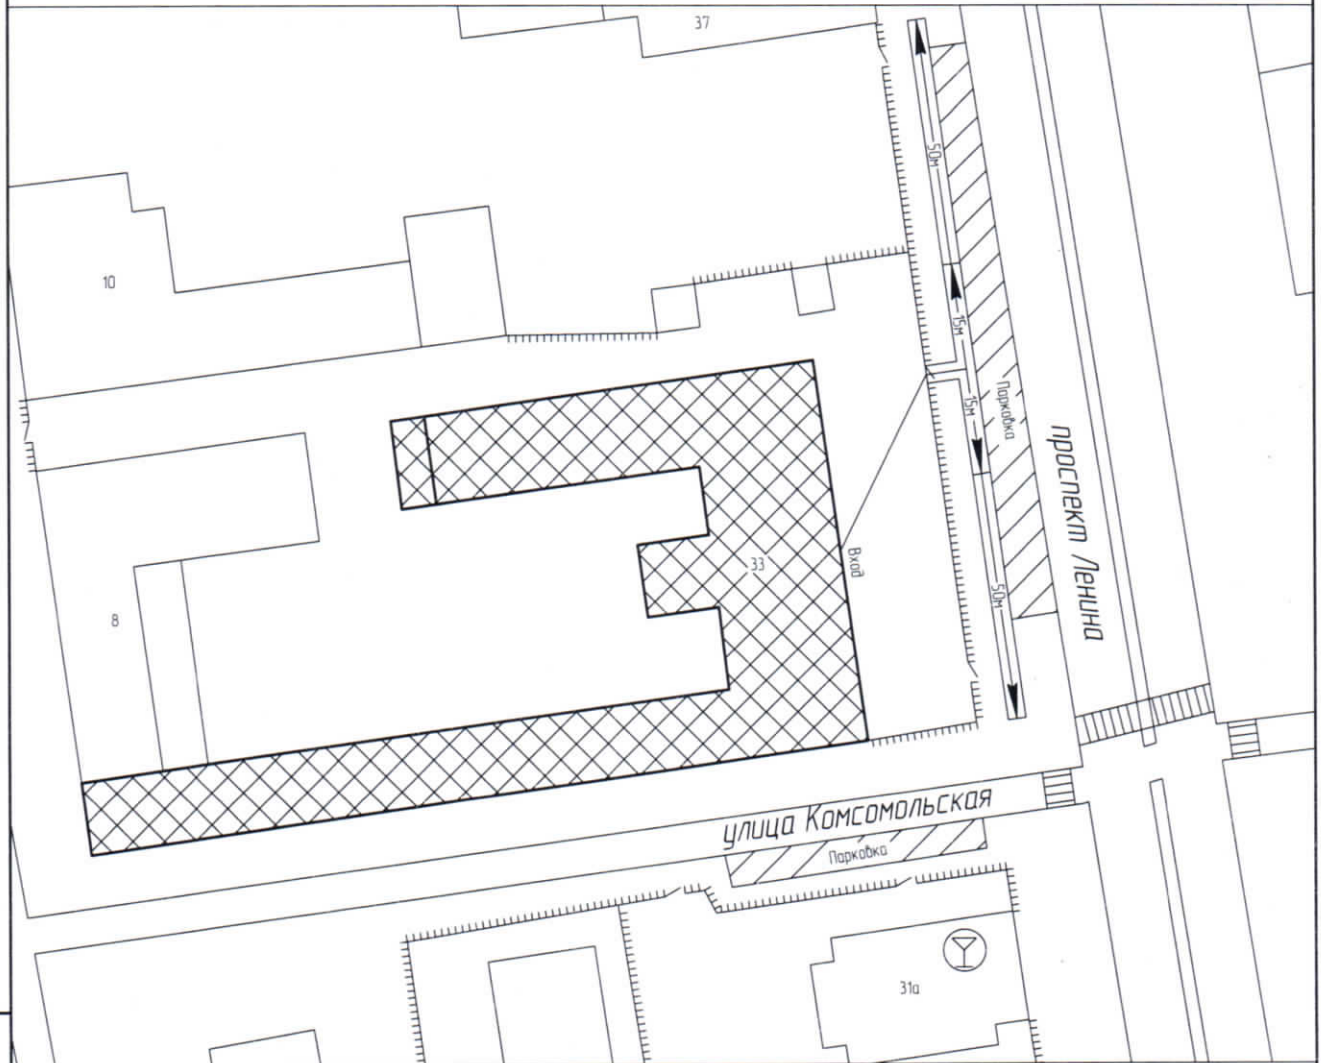 37
50м
10
15м
15м
Парковка
проспект Ленина
33
Вход
50м
8
улица Комсомольская
Парковка
31а